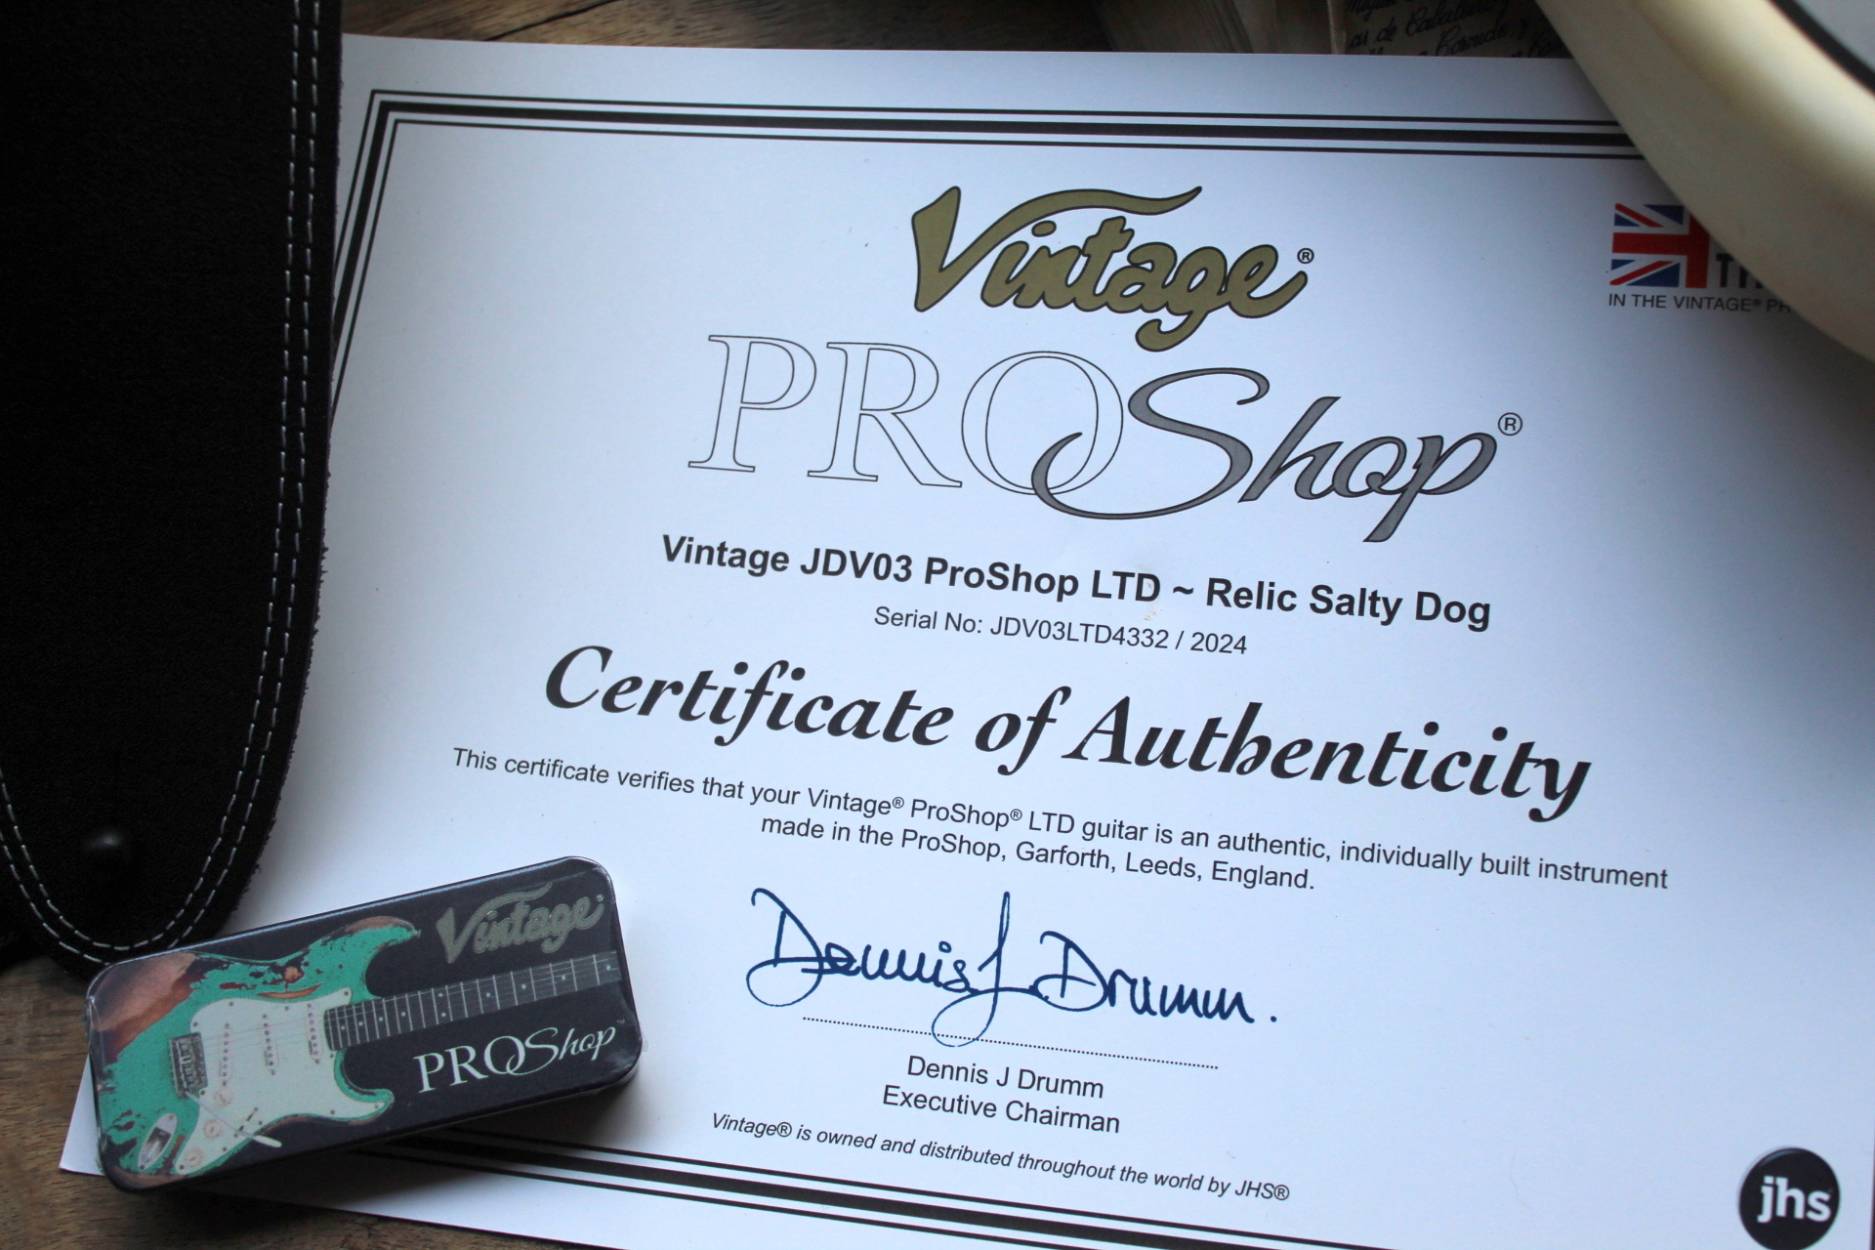 Vintage®
PROShop®
IN THE VINTAGE®
Vintage JDV03 ProShop LTD ~ Relic Salty Dog
Serial No: JDV03LTD4332 / 2024
Certificate of Authenticity
This certificate verifies that your Vintage® ProShop® LTD guitar is an authentic, individually built instrument
made in the ProShop, Garforth, Leeds, England.
Dennis J Drumm.
Dennis J Drumm
Executive Chairman
Vintage® is owned and distributed throughout the world by JHS®
jhs
Vintage
PROShop™